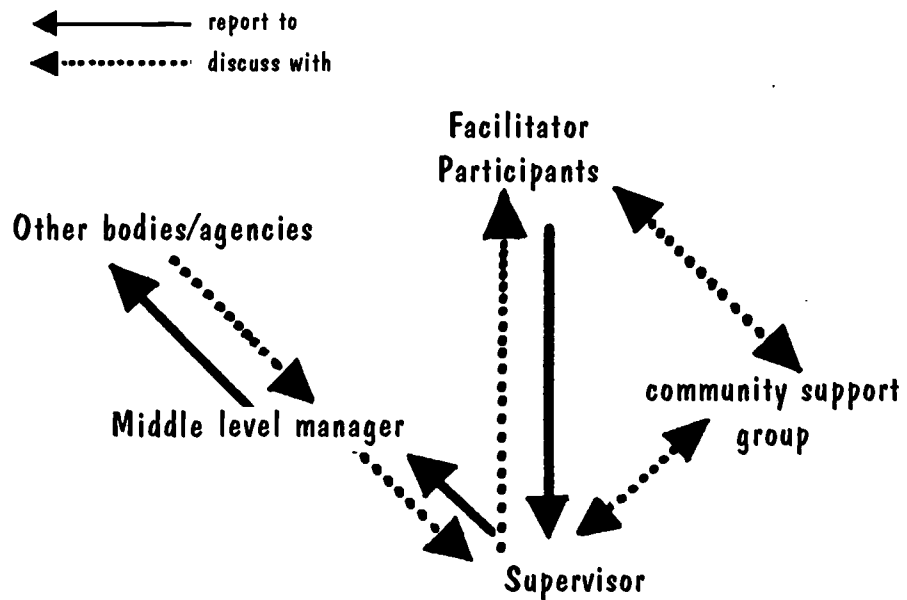 report to
discuss with
Facilitator
Participants
Other bodies/agencies
community support
group
Middle level manager
Supervisor